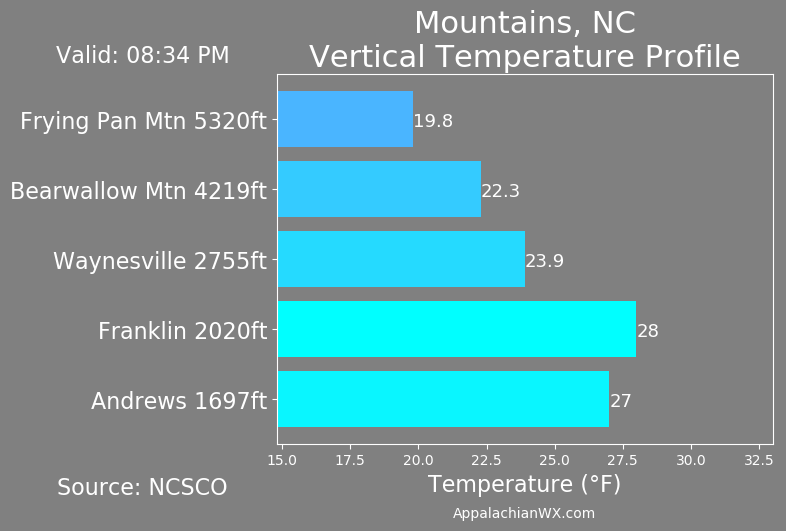 Mountains, NC
Vertical Temperature Profile
Valid: 08:34 PM
Frying Pan Mtn 5320ft
19.8
Bearwallow Mtn 4219ft
22.3
Waynesville 2755ft
23.9
Franklin 2020ft
28
Andrews 1697ft
27
15.0 17.5 20.0 22.5 25.0 27.5 30.0 32.5
Temperature (°F)
Source: NCSCO
AppalachianWX.com